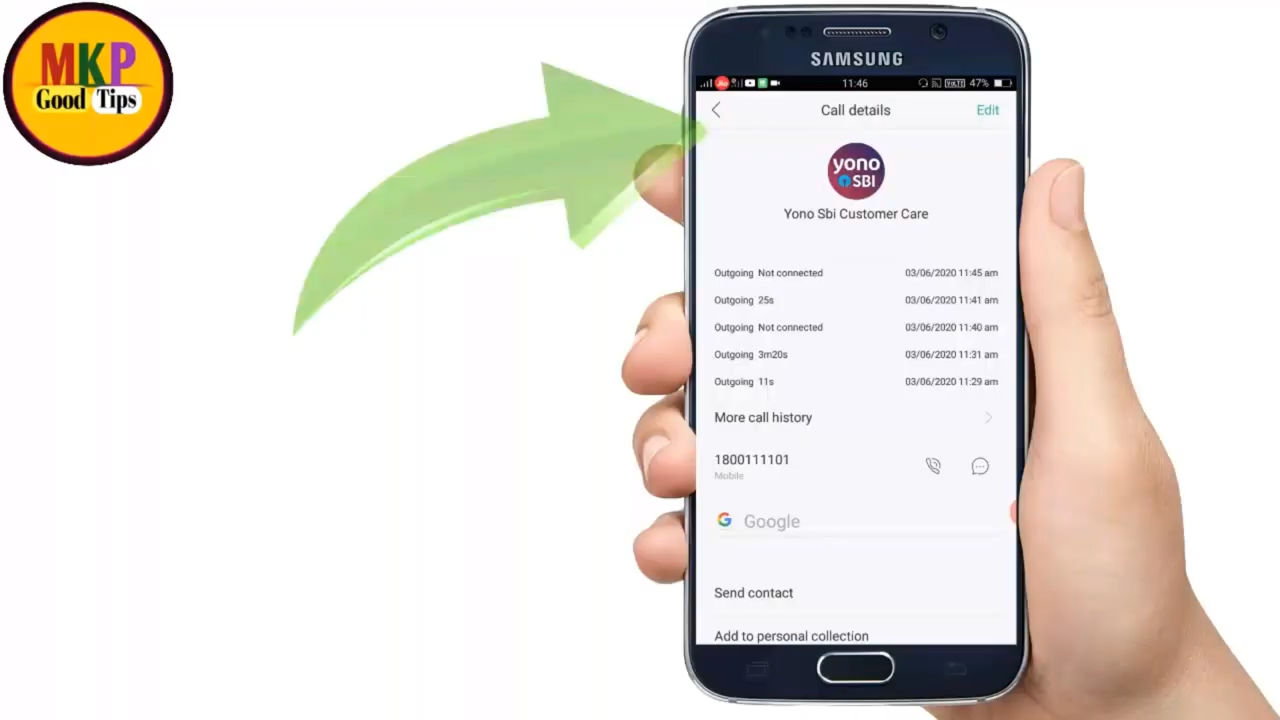 MKP
Good Tips
SAMSUNG
11:46
VoLTE
47%
Call details
Edit
yono
SBI
Yono Sbi Customer Care
Outgoing Not connected 03/06/2020 11:45 am
Outgoing 25s 03/06/2020 11:41 am
Outgoing Not connected 03/06/2020 11:40 am
Outgoing 3m20s 03/06/2020 11:31 am
Outgoing 11s 03/06/2020 11:29 am
More call history
1800111101
Mobile
G Google
Send contact
Add to personal collection